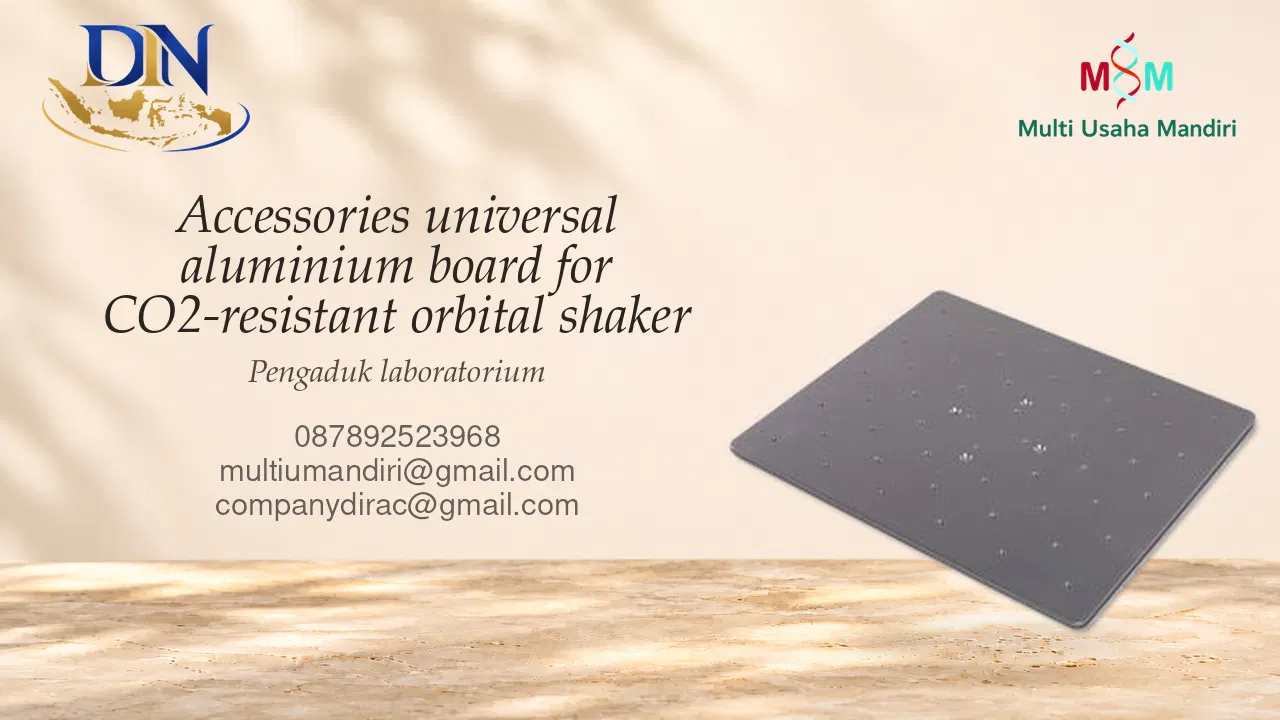 DIN
M M
Multi Usaha Mandiri
Accessories universal
aluminium board for
CO2-resistant orbital shaker
Pengaduk laboratorium
087892523968
multiumandiri@gmail.com
companydirac@gmail.com